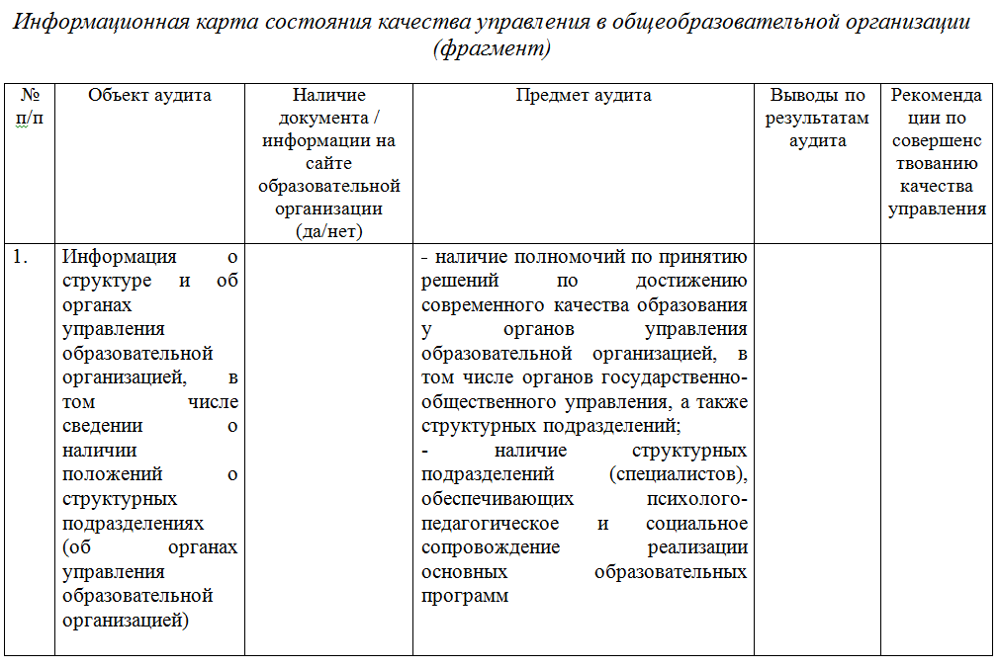 Информационная карта состояния качества управления в общеобразовательной организации
(фрагмент)
№
п/п
Объект аудита
Наличие
документа /
информации на
сайте
образовательной
организации
(да/нет)
Предмет аудита
Выводы по
результатам
аудита
Рекоменда
ции по
совершенс
твованию
качества
управления
1.
Информация о
структуре и об
органах
управления
образовательной
организацией, в
том числе
сведении о
наличии
положений о
структурных
подразделениях
(об органах
управления
образовательной
организацией)
- наличие полномочий по принятию
решений по достижению
современного качества образования
у органов управления
образовательной организацией, в
том числе органов государственно-
общественного управления, а также
структурных подразделений;
- наличие структурных
подразделений (специалистов),
обеспечивающих психолого-
педагогическое и социальное
сопровождение реализации
основных образовательных
программ